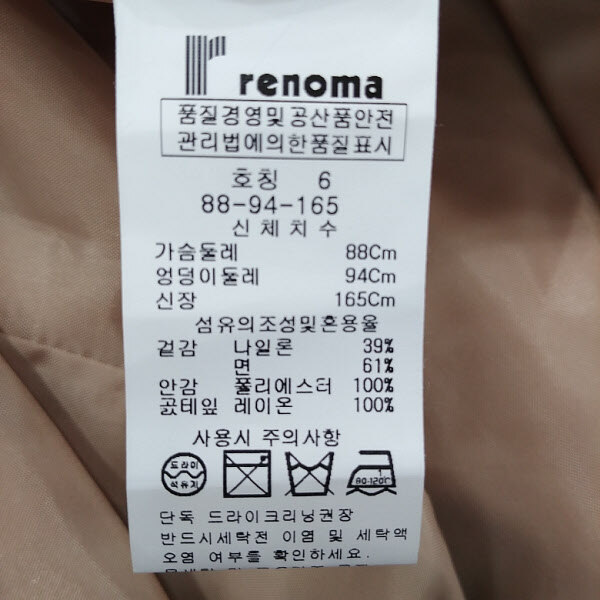 renoma
품질경영및공산품안전
관리법에의한품질표시
호칭 6
88-94-165
신체치수
가슴둘레 88Cm
엉덩이둘레 94Cm
신장 165Cm
섬유의조성및혼용율
겉감 나일론 39%
면 61%
안감 폴리에스터 100%
곬테잎 레이온 100%
사용시 주의사항
드라이
석유계
80-120℃
단독 드라이크리닝권장
반드시세탁전 이염 및 세탁액
오염 여부를확인하세요.